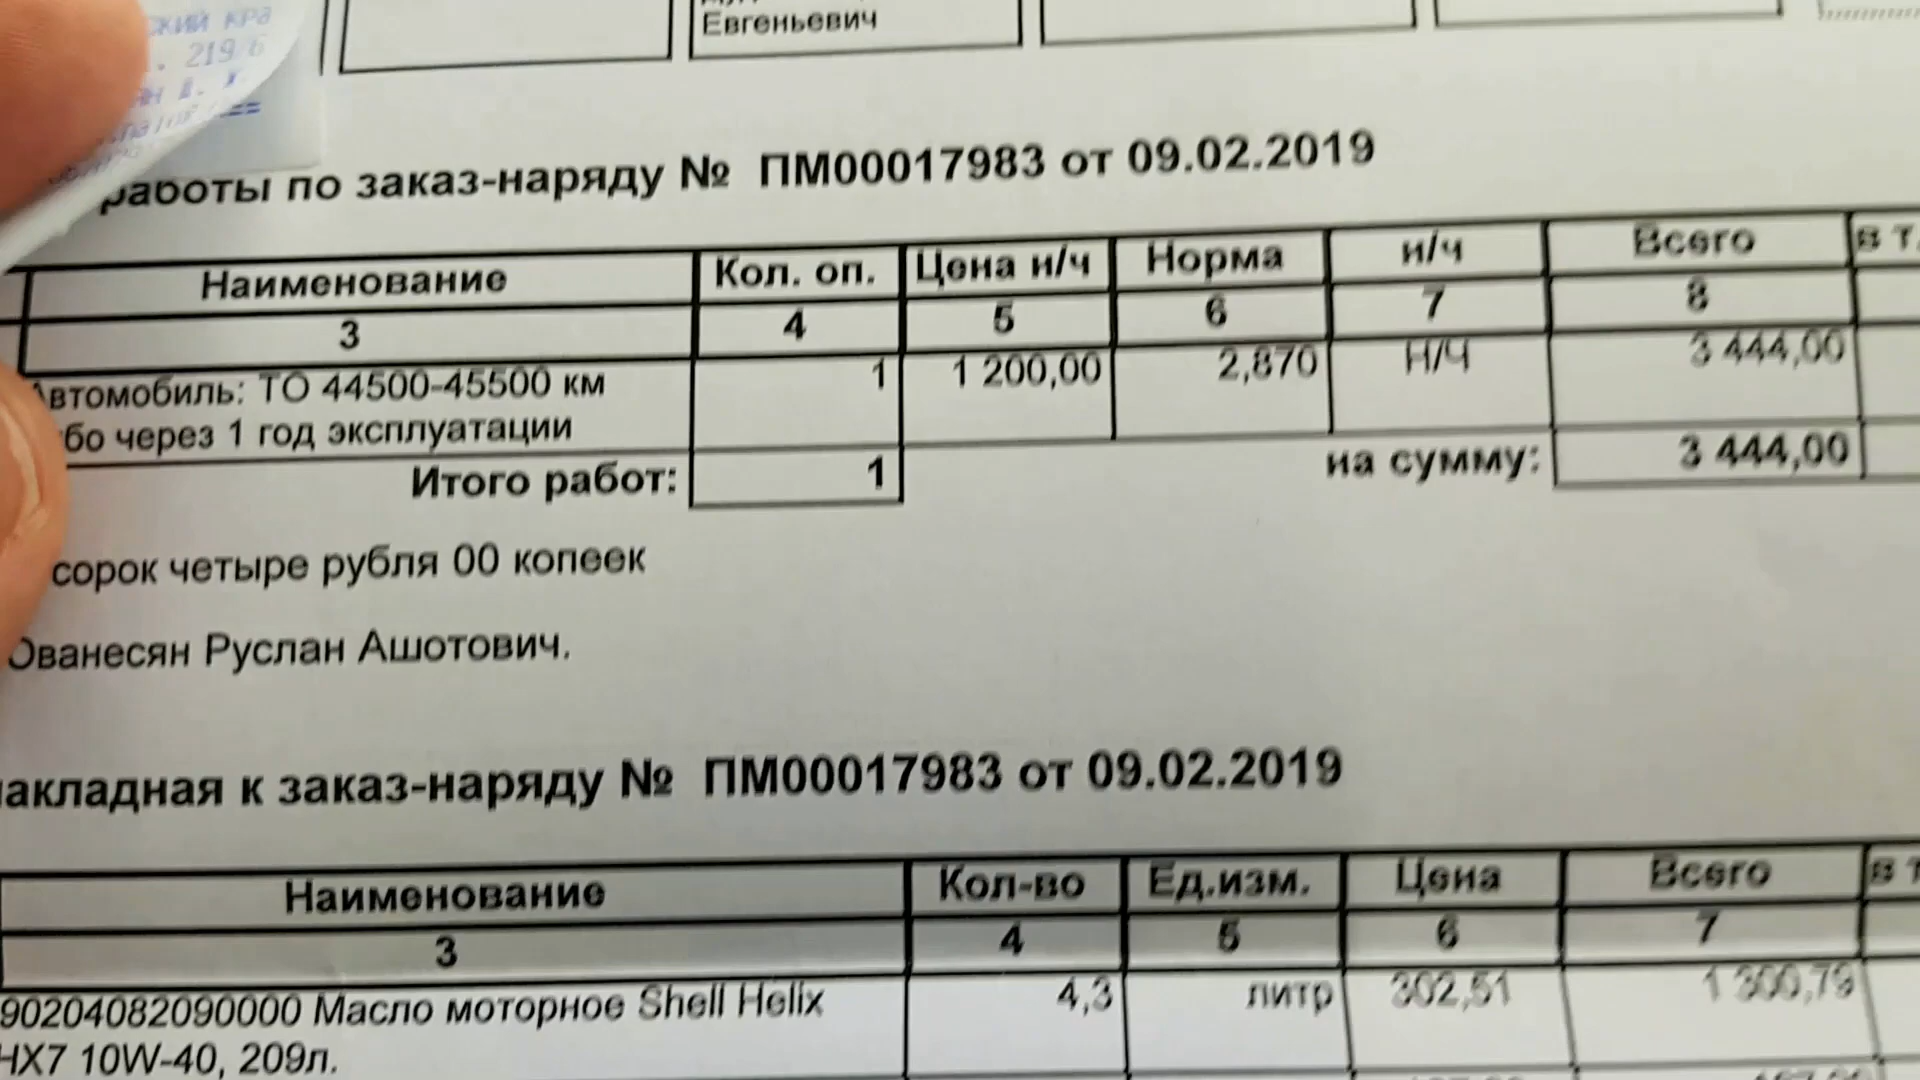 Евгеньевич
219/6
работы по заказ-наряду № ПМ00017983 от 09.02.2019
Наименование Кол. оп. Цена н/ч Норма н/ч Всего в т.
3 4 5 6 7 8
Автомобиль: ТО 44500-45500 км 1 1 200,00 2,870 Н/Ч 3 444,00
бо через 1 год эксплуатации
Итого работ: 1 на сумму: 3 444,00
сорок четыре рубля 00 копеек
Ованесян Руслан Ашотович.
накладная к заказ-наряду № ПМ00017983 от 09.02.2019
Наименование Кол-во Ед.изм. Цена Всего в т
3 4 5 6 7
90204082090000 Масло моторное Shell Helix 4,3 литр 302,51 1 300,79
HX7 10W-40, 209л.